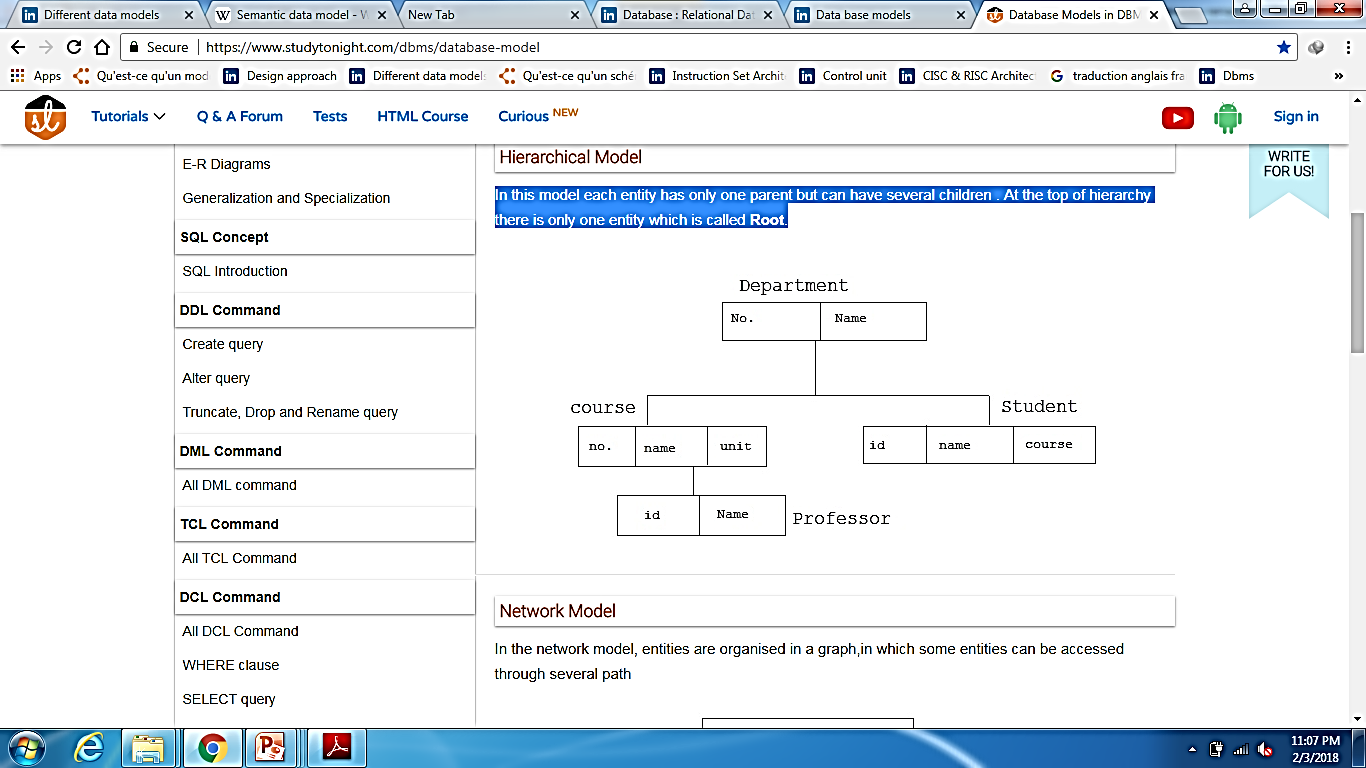 Different data models
Semantic data model - W
New Tab
Database : Relational Dat
Data base models
Database Models in DBM
Secure
https://www.studytonight.com/dbms/database-model
Apps
Qu'est-ce qu'un mod
Design approach
Different data models
Qu'est-ce qu'un sché
Instruction Set Archit
Control unit
CISC & RISC Architec
traduction anglais fra
Dbms
»
Tutorials
Q & A Forum
Tests
HTML Course
Curious NEW
Sign in
WRITE
FOR US!
E-R Diagrams
Generalization and Specialization
SQL Concept
SQL Introduction
DDL Command
Create query
Alter query
Truncate, Drop and Rename query
DML Command
All DML command
TCL Command
All TCL Command
DCL Command
All DCL Command
WHERE clause
SELECT query
Hierarchical Model
In this model each entity has only one parent but can have several children . At the top of hierarchy
there is only one entity which is called Root.
Department
No. Name
course
no. name unit
Student
id name course
id Name
Professor
Network Model
In the network model, entities are organised in a graph,in which some entities can be accessed
through several path
11:07 PM
2/3/2018